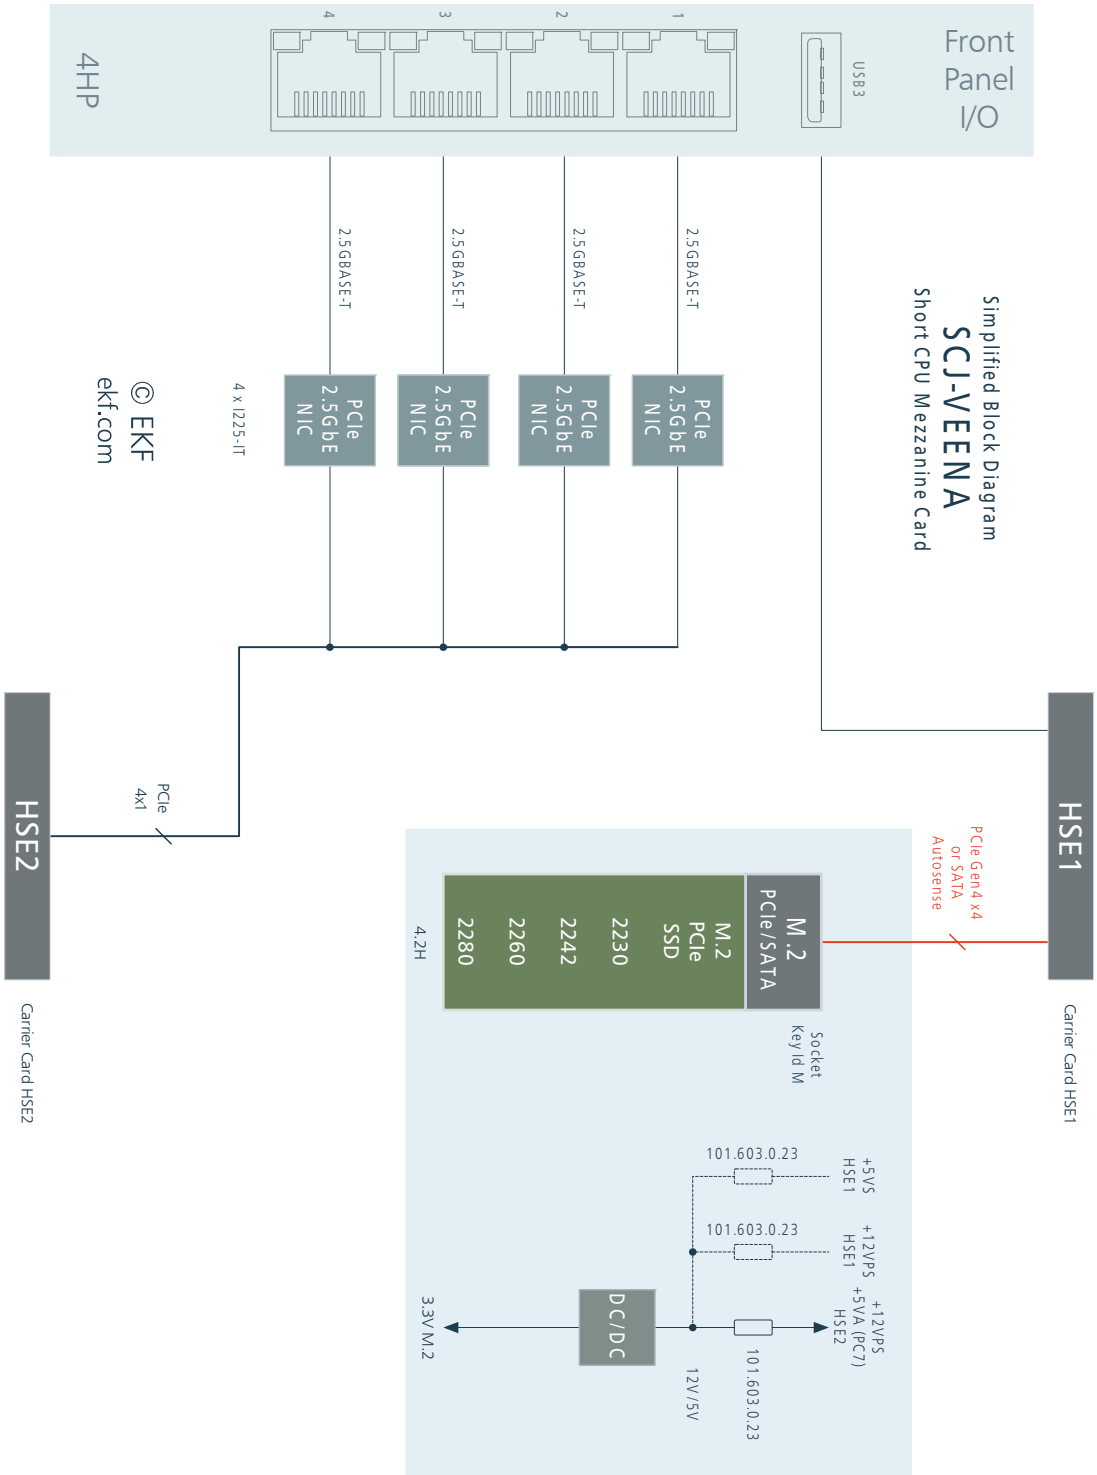 Front
Panel
I/O
USB3
1
2
3
4
4HP
Simplified Block Diagram
SCJ-VEENA
Short CPU Mezzanine Card
2.5GBASE-T
2.5GBASE-T
2.5GBASE-T
2.5GBASE-T
PCIe
2.5GbE
NIC
PCIe
2.5GbE
NIC
PCIe
2.5GbE
NIC
PCIe
2.5GbE
NIC
4 x I225-IT
© EKF
ekf.com
HSE1
Carrier Card HSE1
PCIe Gen4 x4
or SATA
Autosense
PCIe
4x1
HSE2
Carrier Card HSE2
M.2
PCIe/SATA
M.2
PCIe
SSD
2230
2242
2260
2280
4.2H
Socket
Key Id M
+5VS
HSE1
101.603.0.23
+12VPS
HSE1
101.603.0.23
+12VPS
+5VA (PC7)
HSE2
101.603.0.23
12V/5V
DC/DC
3.3V M.2